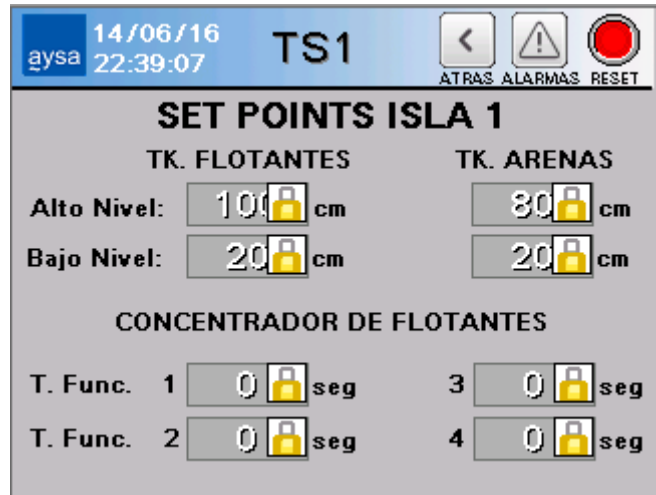 14/06/16
aysa 22:39:07 TS1
ATRAS ALARMAS RESET
SET POINTS ISLA 1
TK. FLOTANTES TK. ARENAS
Alto Nivel: 100 cm 80 cm
Bajo Nivel: 20 cm 20 cm
CONCENTRADOR DE FLOTANTES
T. Func. 1 0 seg 3 0 seg
T. Func. 2 0 seg 4 0 seg